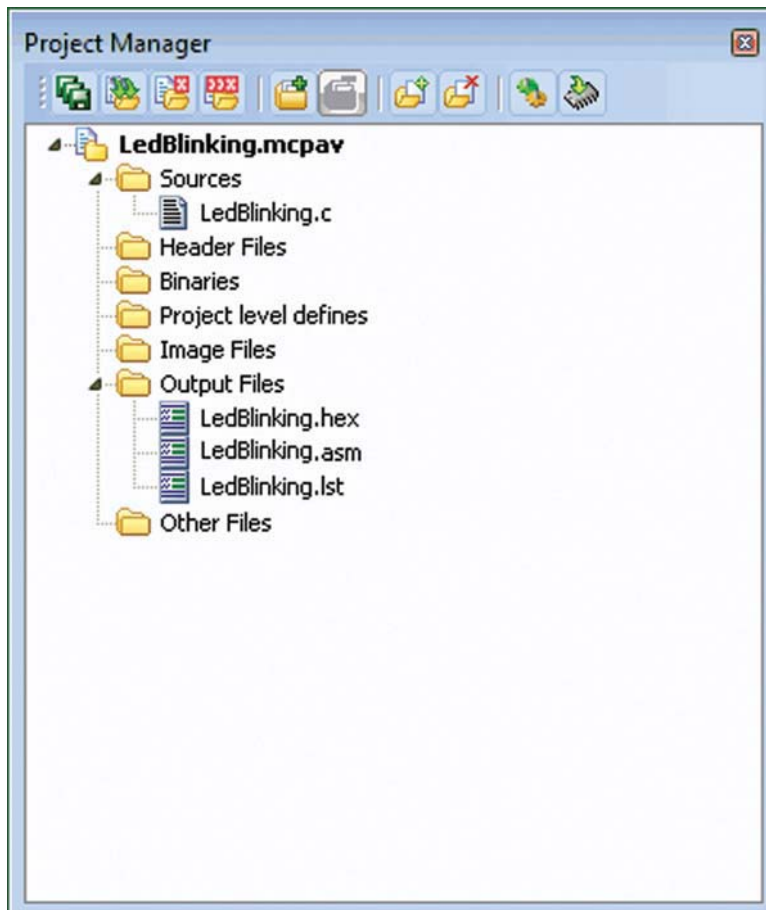 Project Manager
LedBlinking.mcpav
Sources
LedBlinking.c
Header Files
Binaries
Project level defines
Image Files
Output Files
LedBlinking.hex
LedBlinking.asm
LedBlinking.lst
Other Files